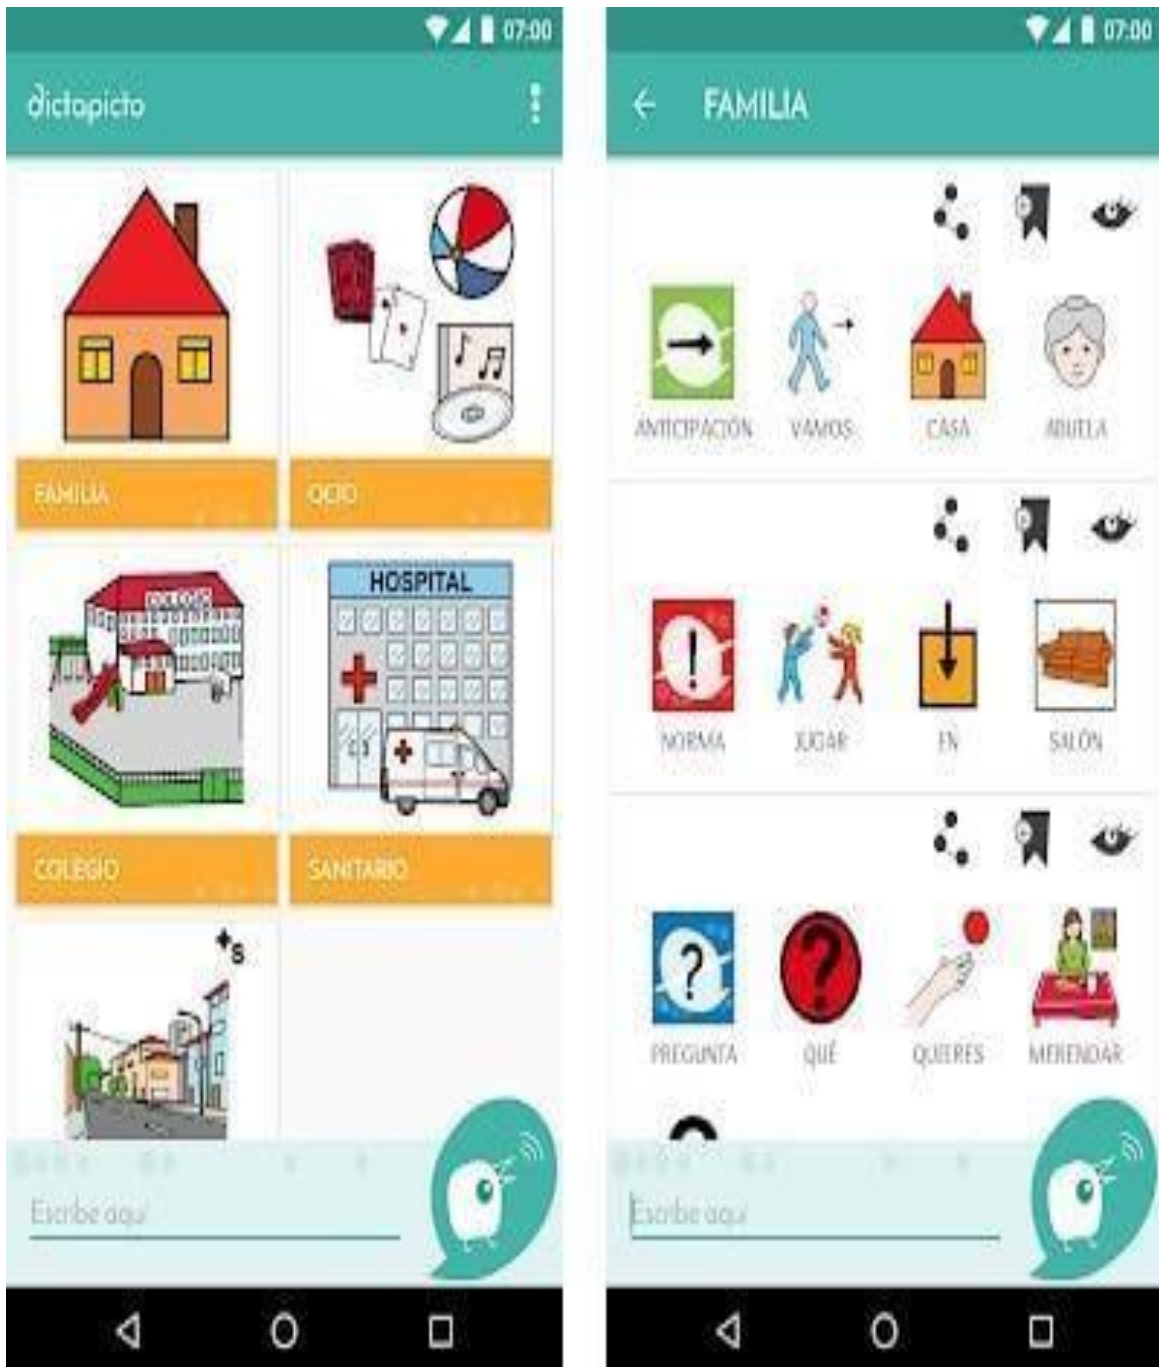 07:00
dictapicto
FAMILIA
OCIO
COLEGIO
HOSPITAL
COLEGIO
SANITARIO
+s
Escribe aquí
07:00
FAMILIA
ANTICIPACIÓN VAMOS CASA ABUELA
NORMA JUGAR EN SALÓN
PREGUNTA QUÉ QUIERES MERENDAR
Escribe aquí